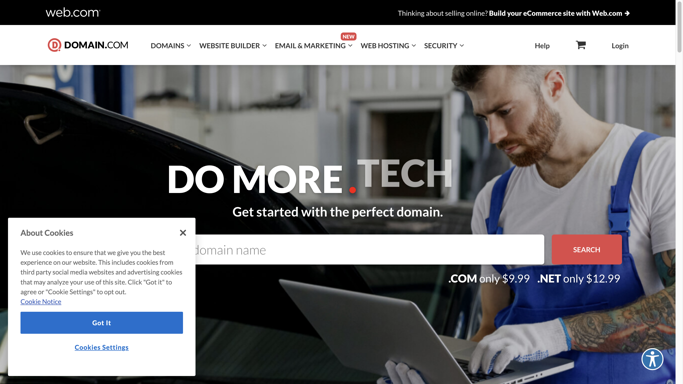 web.com
Thinking about selling online? Build your eCommerce site with Web.com →
DOMAIN.COM
DOMAINS
WEBSITE BUILDER
EMAIL & MARKETING
NEW
WEB HOSTING
SECURITY
Help
Login
DO MORE .TECH
Get started with the perfect domain.
domain name
SEARCH
.COM only $9.99 .NET only $12.99
About Cookies
We use cookies to ensure that we give you the best
experience on our website. This includes cookies from
third party social media websites and advertising cookies
that may analyze your use of this site. Click "Got it" to
agree or "Cookie Settings" to opt out.
Cookie Notice
Got It
Cookies Settings